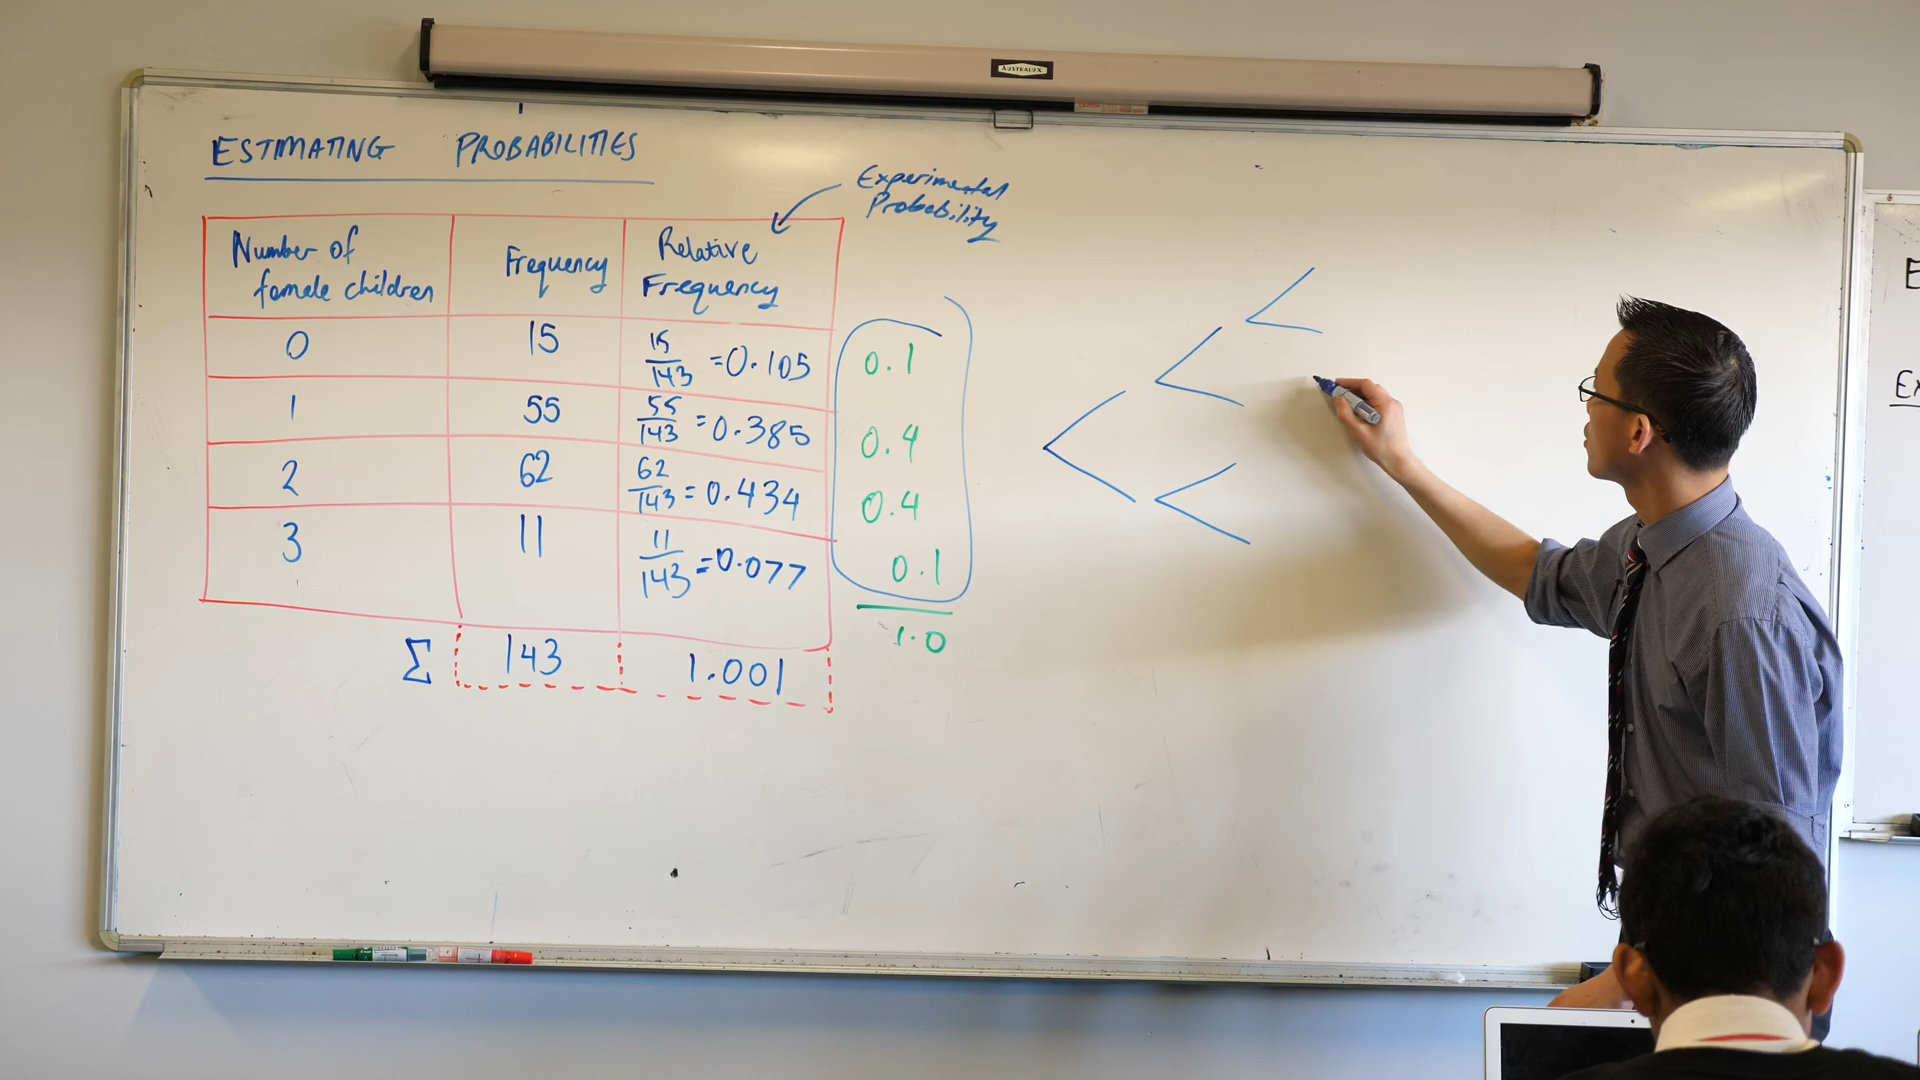 AUSTRALUX
ESTIMATING PROBABILITIES
Experimental
Probability
Number of
female children
Frequency
Relative
Frequency
0
15
15
143
=0.105
0.1
1
55
55
143
=0.385
0.4
2
62
62
143
=0.434
0.4
3
11
11
143
=0.077
0.1
Σ
143
1.001
1.0
E
Ex